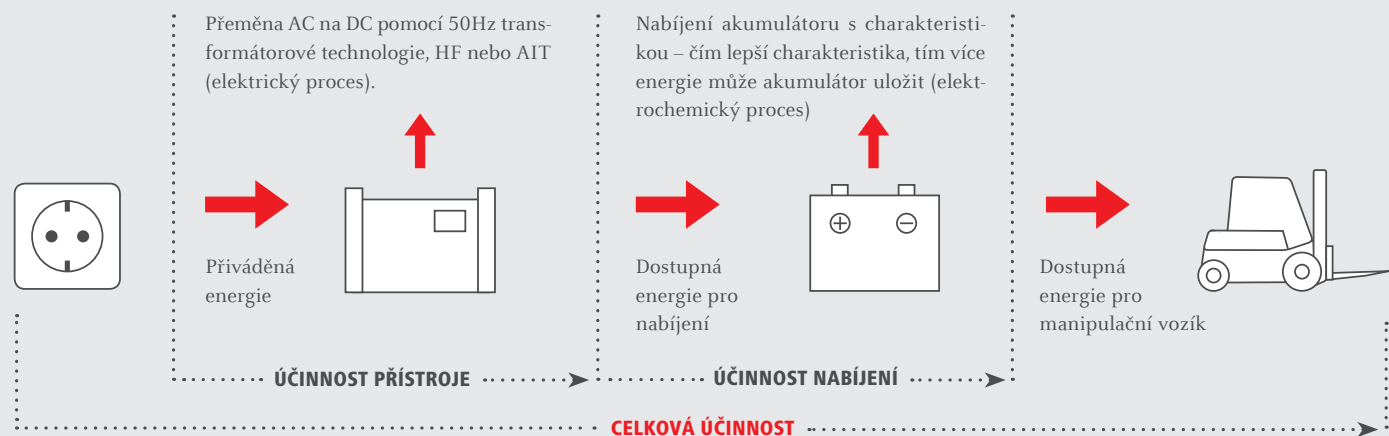 Přeměna AC na DC pomocí 50Hz trans-
formátorové technologie, HF nebo AIT
(elektrický proces).
Nabíjení akumulátoru s charakteristi-
kou – čím lepší charakteristika, tím více
energie může akumulátor uložit (elekt-
rochemický proces)
Přiváděná
energie
Dostupná
energie pro
nabíjení
Dostupná
energie pro
manipulační vozík
ÚČINNOST PŘÍSTROJE
ÚČINNOST NABÍJENÍ
CELKOVÁ ÚČINNOST